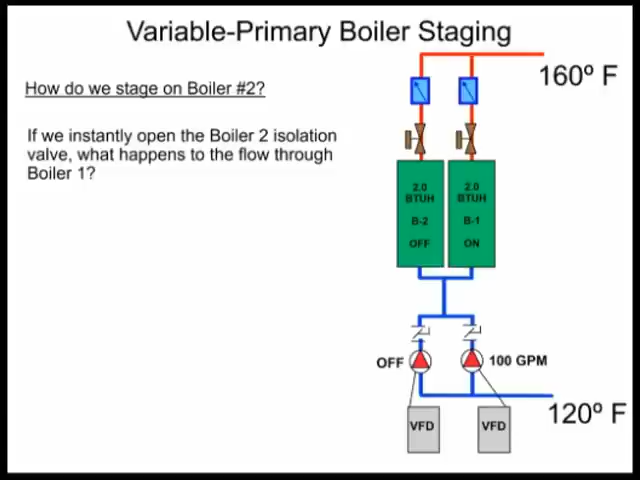 Variable-Primary Boiler Staging
How do we stage on Boiler #2?
If we instantly open the Boiler 2 isolation
valve, what happens to the flow through
Boiler 1?
160º F
2.0
BTUH
B-2
OFF
2.0
BTUH
B-1
ON
OFF
100 GPM
120º F
VFD
VFD